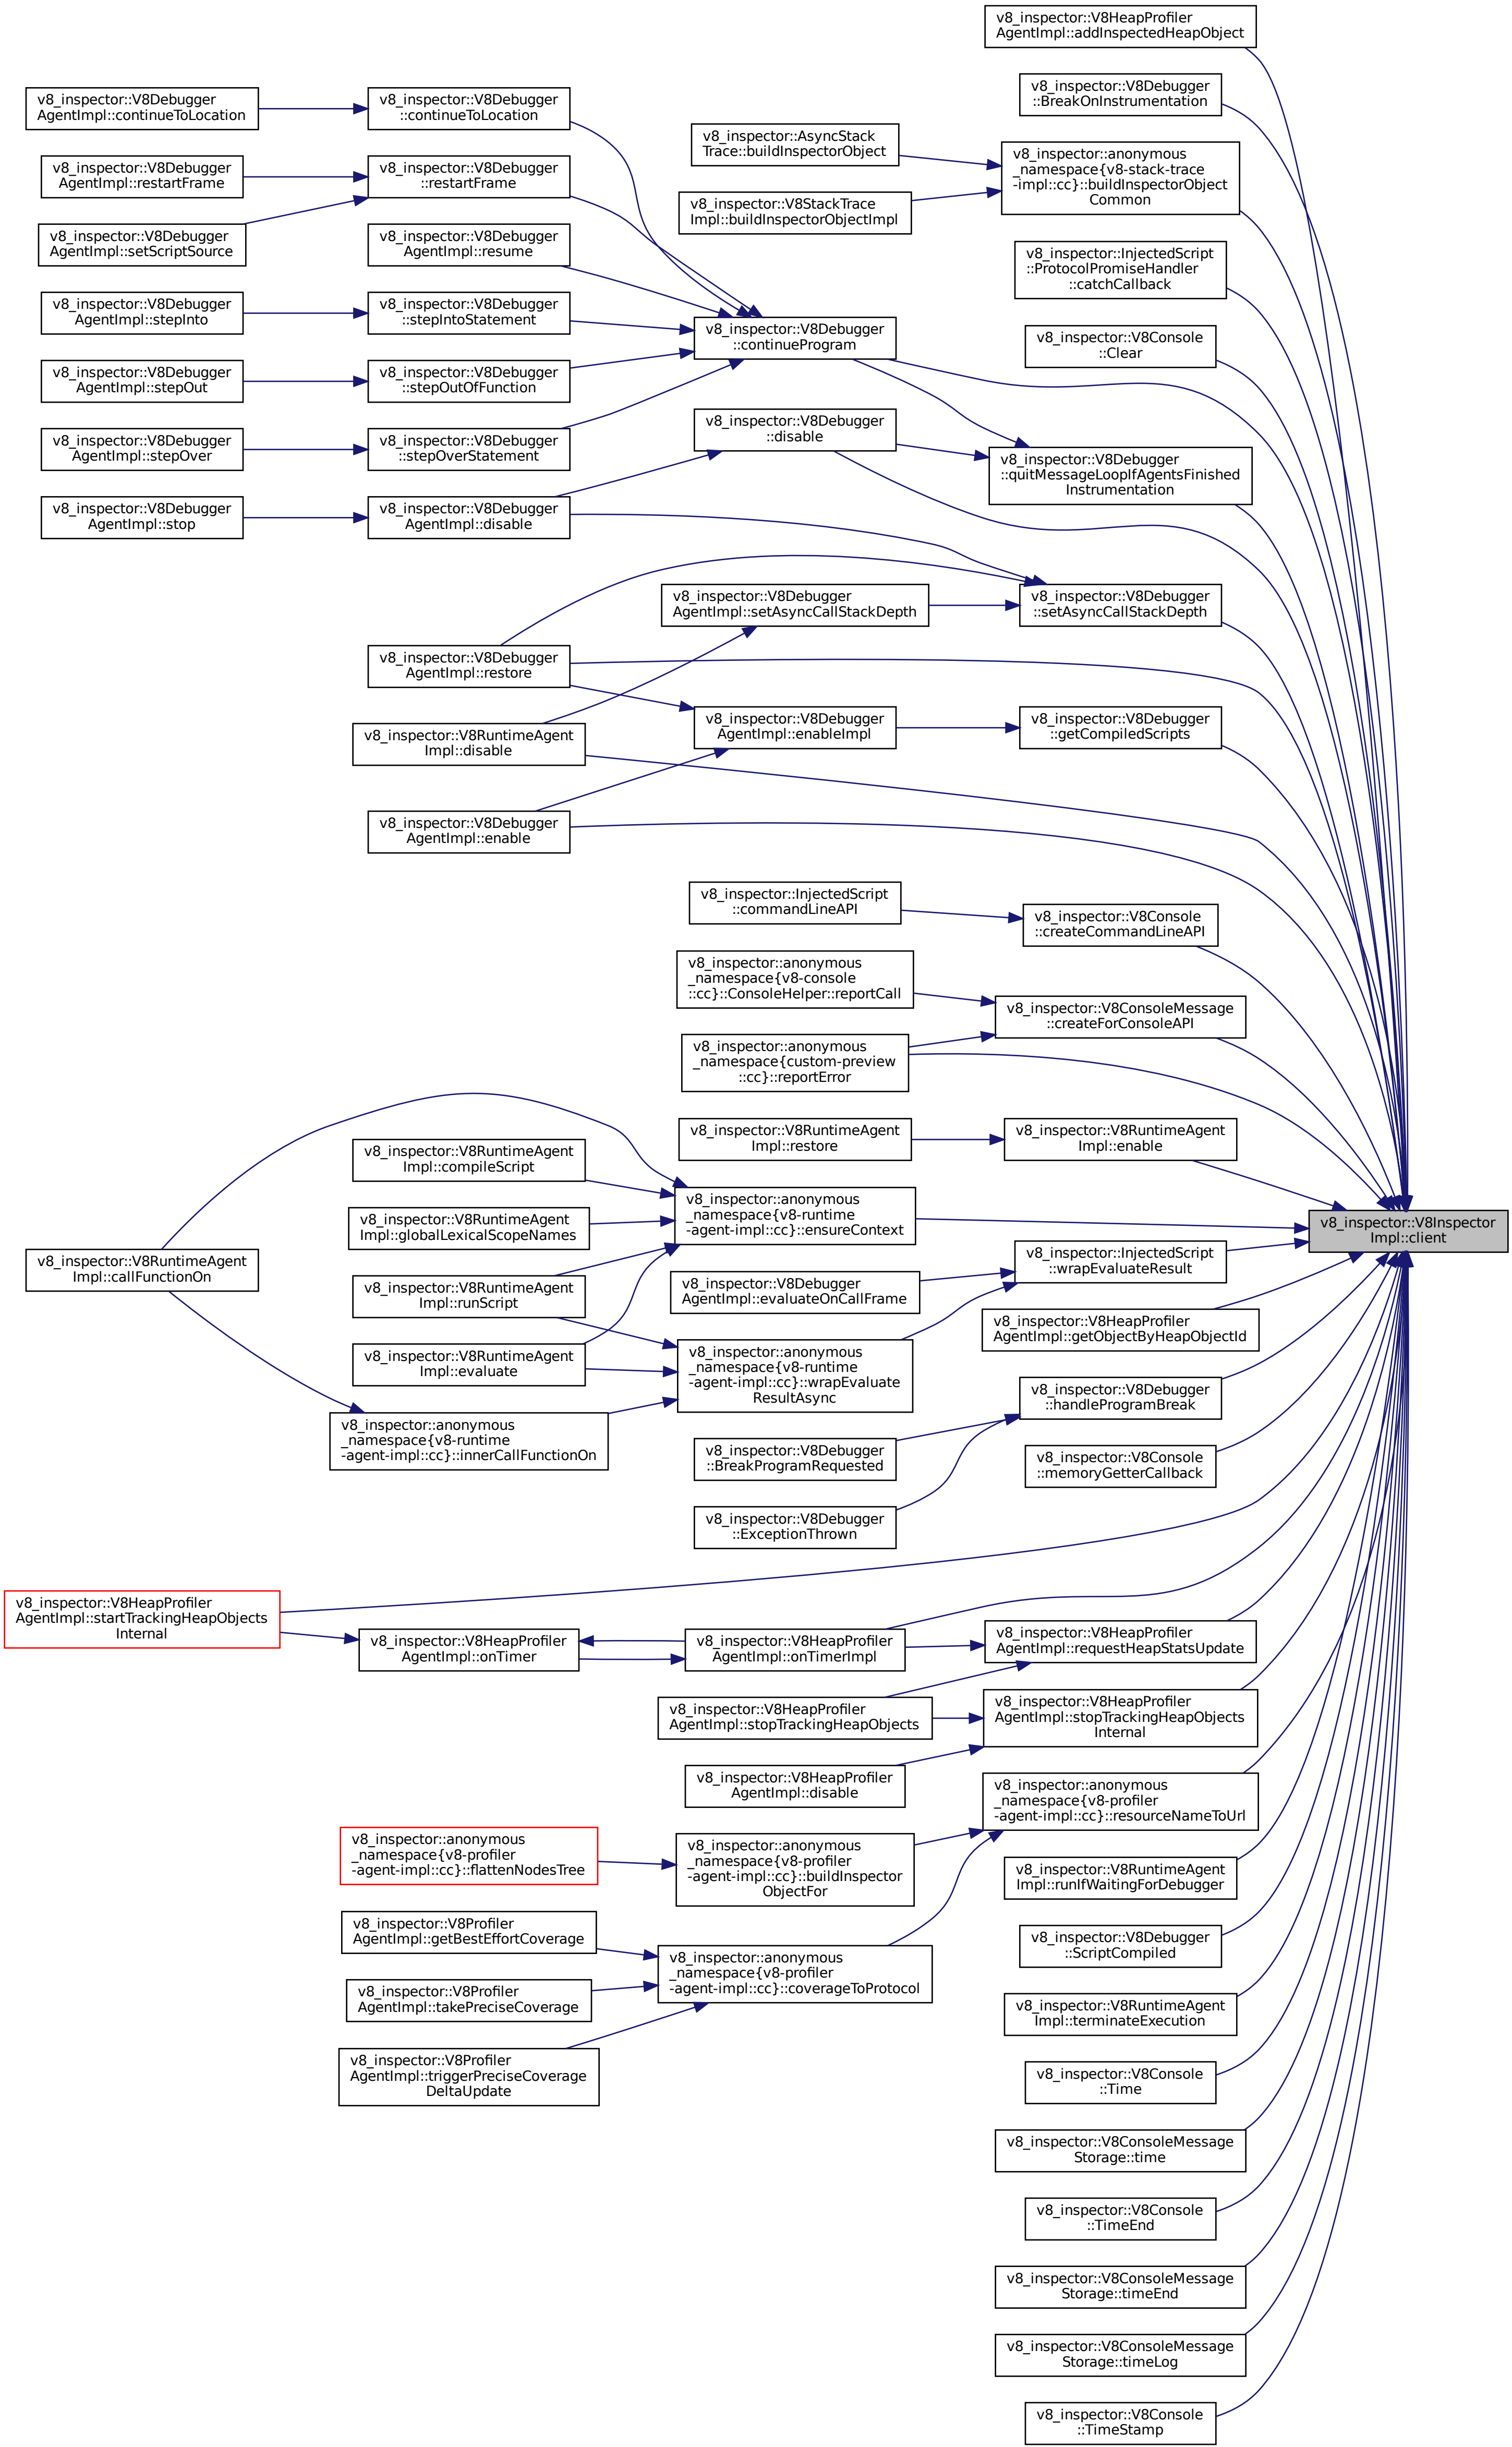 v8_inspector::V8HeapProfiler
AgentImpl::addInspectedHeapObject
v8_inspector::V8Debugger
::BreakOnInstrumentation
v8_inspector::V8Debugger
AgentImpl::continueToLocation
v8_inspector::V8Debugger
::continueToLocation
v8_inspector::AsyncStack
Trace::buildInspectorObject
v8_inspector::anonymous
_namespace{v8-stack-trace
-impl::cc}::buildInspectorObject
Common
v8_inspector::V8Debugger
AgentImpl::restartFrame
v8_inspector::V8Debugger
::restartFrame
v8_inspector::V8StackTrace
Impl::buildInspectorObjectImpl
v8_inspector::V8Debugger
AgentImpl::setScriptSource
v8_inspector::V8Debugger
AgentImpl::resume
v8_inspector::InjectedScript
::ProtocolPromiseHandler
::catchCallback
v8_inspector::V8Debugger
AgentImpl::stepInto
v8_inspector::V8Debugger
::stepIntoStatement
v8_inspector::V8Debugger
::continueProgram
v8_inspector::V8Console
::Clear
v8_inspector::V8Debugger
AgentImpl::stepOut
v8_inspector::V8Debugger
::stepOutOfFunction
v8_inspector::V8Debugger
::disable
v8_inspector::V8Debugger
AgentImpl::stepOver
v8_inspector::V8Debugger
::stepOverStatement
v8_inspector::V8Debugger
::quitMessageLoopIfAgentsFinished
Instrumentation
v8_inspector::V8Debugger
AgentImpl::stop
v8_inspector::V8Debugger
AgentImpl::disable
v8_inspector::V8Debugger
AgentImpl::setAsyncCallStackDepth
v8_inspector::V8Debugger
::setAsyncCallStackDepth
v8_inspector::V8Debugger
AgentImpl::restore
v8_inspector::V8RuntimeAgent
Impl::disable
v8_inspector::V8Debugger
AgentImpl::enableImpl
v8_inspector::V8Debugger
::getCompiledScripts
v8_inspector::V8Debugger
AgentImpl::enable
v8_inspector::InjectedScript
::commandLineAPI
v8_inspector::V8Console
::createCommandLineAPI
v8_inspector::anonymous
_namespace{v8-console
::cc}::ConsoleHelper::reportCall
v8_inspector::V8ConsoleMessage
::createForConsoleAPI
v8_inspector::anonymous
_namespace{custom-preview
::cc}::reportError
v8_inspector::V8RuntimeAgent
Impl::restore
v8_inspector::V8RuntimeAgent
Impl::enable
v8_inspector::V8RuntimeAgent
Impl::compileScript
v8_inspector::anonymous
_namespace{v8-runtime
-agent-impl::cc}::ensureContext
v8_inspector::V8RuntimeAgent
Impl::globalLexicalScopeNames
v8_inspector::V8Inspector
Impl::client
v8_inspector::V8RuntimeAgent
Impl::callFunctionOn
v8_inspector::InjectedScript
::wrapEvaluateResult
v8_inspector::V8RuntimeAgent
Impl::runScript
v8_inspector::V8Debugger
AgentImpl::evaluateOnCallFrame
v8_inspector::V8HeapProfiler
AgentImpl::getObjectByHeapObjectId
v8_inspector::V8RuntimeAgent
Impl::evaluate
v8_inspector::anonymous
_namespace{v8-runtime
-agent-impl::cc}::wrapEvaluate
ResultAsync
v8_inspector::V8Debugger
::handleProgramBreak
v8_inspector::anonymous
_namespace{v8-runtime
-agent-impl::cc}::innerCallFunctionOn
v8_inspector::V8Debugger
::BreakProgramRequested
v8_inspector::V8Console
::memoryGetterCallback
v8_inspector::V8Debugger
::ExceptionThrown
v8_inspector::V8HeapProfiler
AgentImpl::startTrackingHeapObjects
Internal
v8_inspector::V8HeapProfiler
AgentImpl::onTimer
v8_inspector::V8HeapProfiler
AgentImpl::onTimerImpl
v8_inspector::V8HeapProfiler
AgentImpl::requestHeapStatsUpdate
v8_inspector::V8HeapProfiler
AgentImpl::stopTrackingHeapObjects
v8_inspector::V8HeapProfiler
AgentImpl::stopTrackingHeapObjects
Internal
v8_inspector::V8HeapProfiler
AgentImpl::disable
v8_inspector::anonymous
_namespace{v8-profiler
-agent-impl::cc}::resourceNameToUrl
v8_inspector::anonymous
_namespace{v8-profiler
-agent-impl::cc}::flattenNodesTree
v8_inspector::anonymous
_namespace{v8-profiler
-agent-impl::cc}::buildInspector
ObjectFor
v8_inspector::V8RuntimeAgent
Impl::runIfWaitingForDebugger
v8_inspector::V8Profiler
AgentImpl::getBestEffortCoverage
v8_inspector::anonymous
_namespace{v8-profiler
-agent-impl::cc}::coverageToProtocol
v8_inspector::V8Debugger
::ScriptCompiled
v8_inspector::V8Profiler
AgentImpl::takePreciseCoverage
v8_inspector::V8RuntimeAgent
Impl::terminateExecution
v8_inspector::V8Profiler
AgentImpl::triggerPreciseCoverage
DeltaUpdate
v8_inspector::V8Console
::Time
v8_inspector::V8ConsoleMessage
Storage::time
v8_inspector::V8Console
::TimeEnd
v8_inspector::V8ConsoleMessage
Storage::timeEnd
v8_inspector::V8ConsoleMessage
Storage::timeLog
v8_inspector::V8Console
::TimeStamp